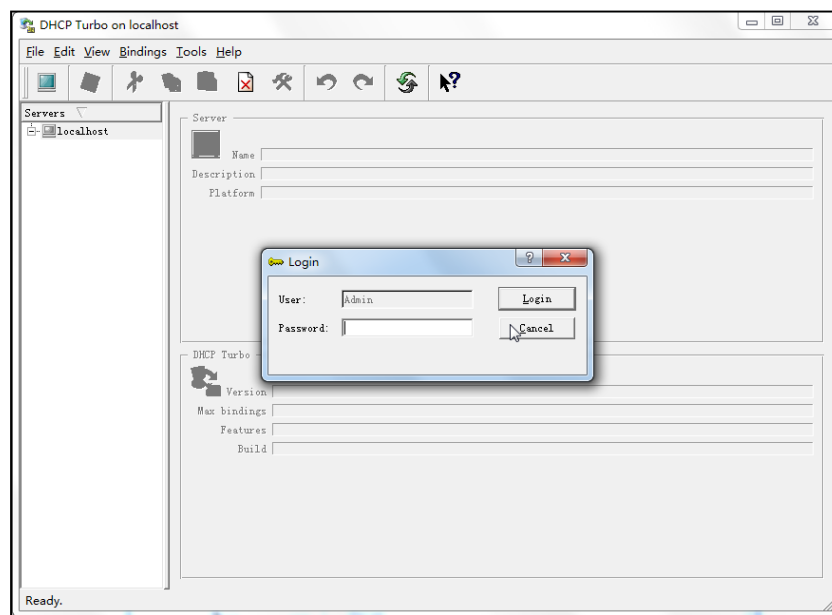 DHCP Turbo on localhost
File Edit View Bindings Tools Help
Servers
localhost
Server
Name
Description
Platform
Login
User: Admin Login
Password: Cancel
DHCP Turbo
Version
Max bindings
Features
Build
Ready.